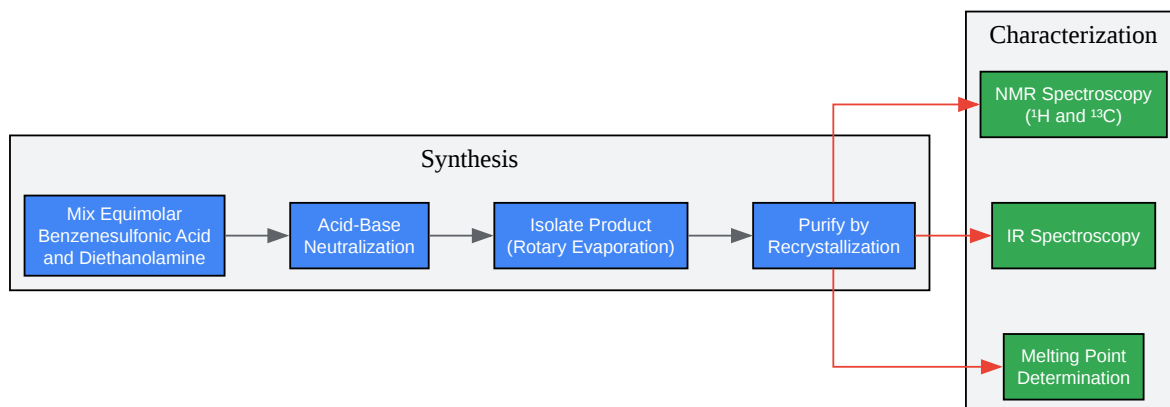 Characterization
NMR Spectroscopy
(¹H and ¹³C)
Synthesis
Mix Equimolar
Benzenesulfonic Acid
and Diethanolamine
Acid-Base
Neutralization
Isolate Product
(Rotary Evaporation)
Purify by
Recrystallization
IR Spectroscopy
Melting Point
Determination